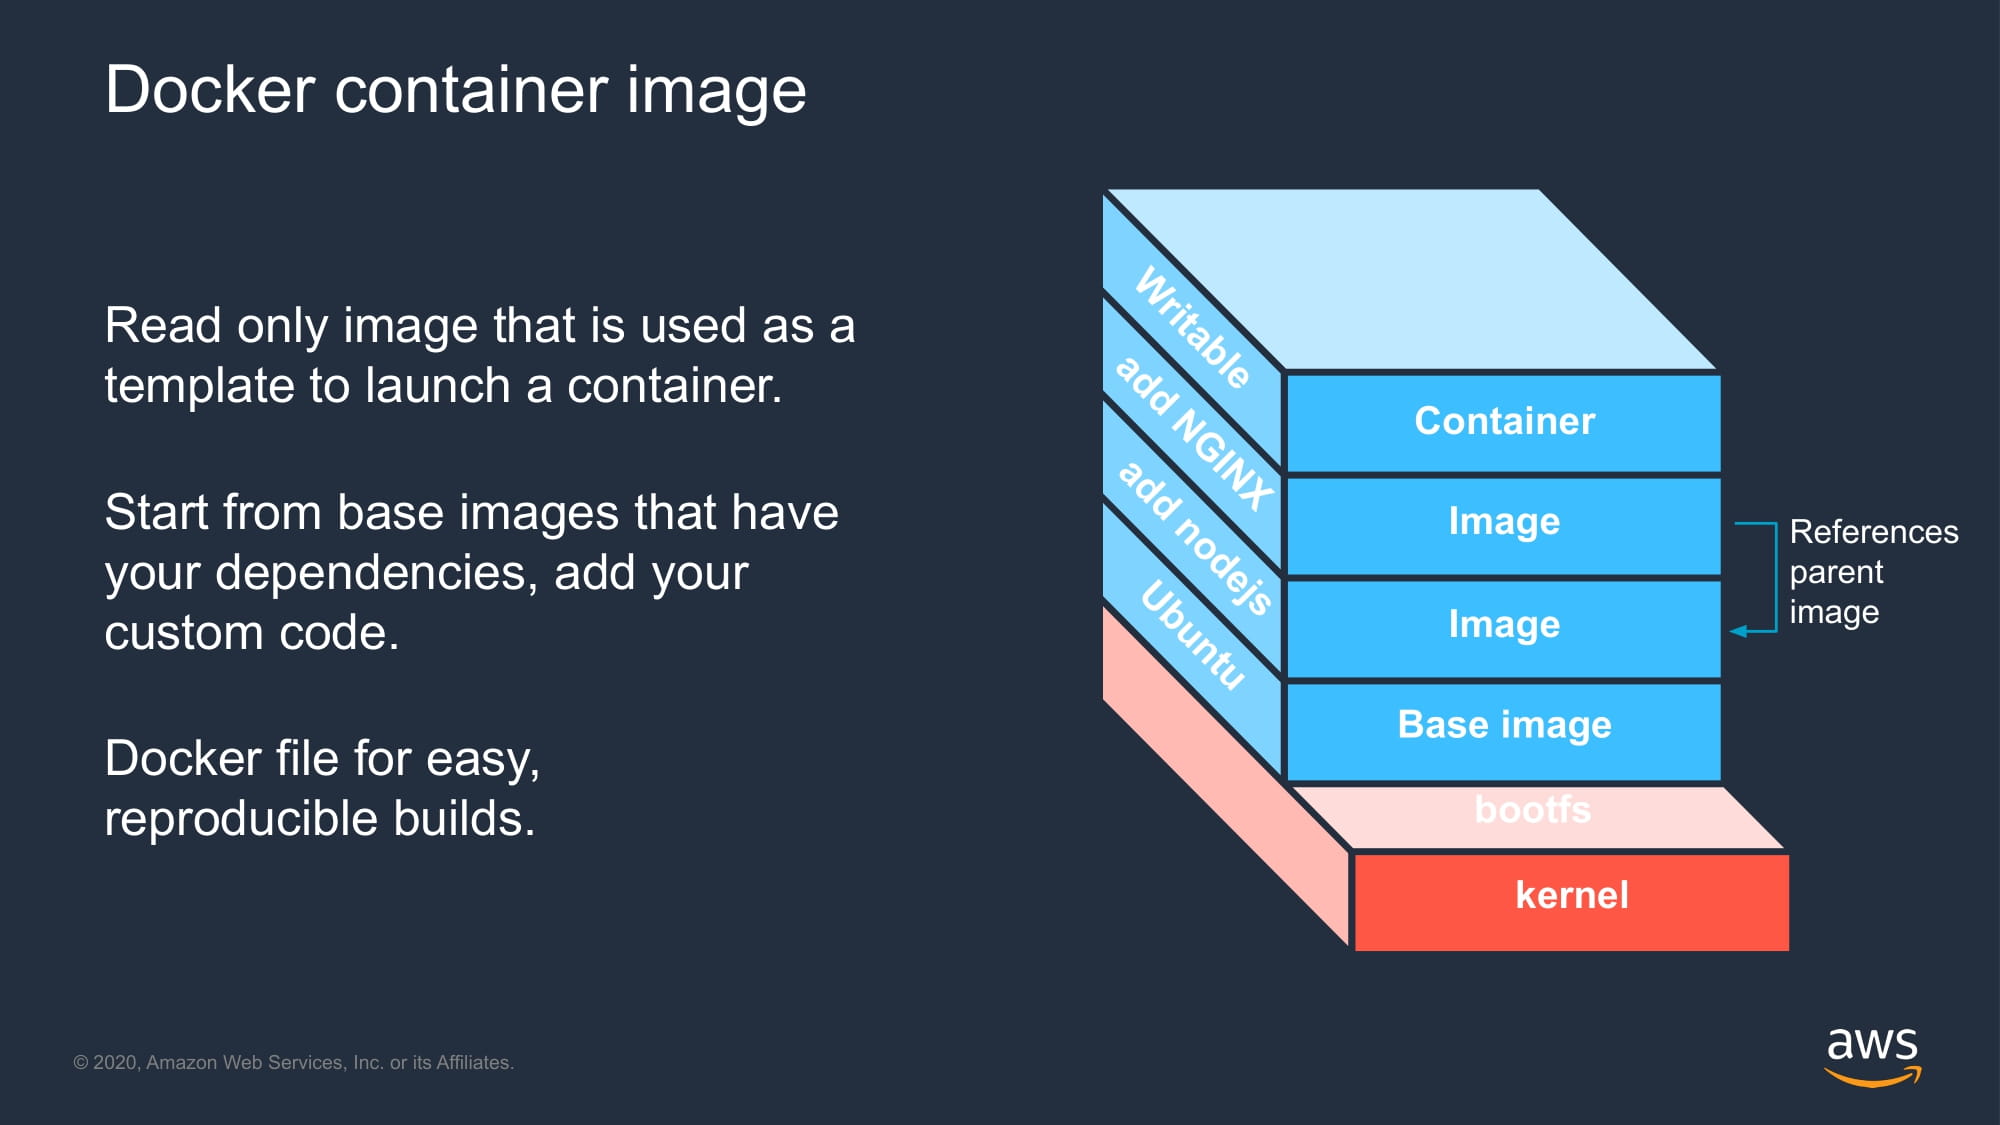 Docker container image
Read only image that is used as a
template to launch a container.
Start from base images that have
your dependencies, add your
custom code.
Docker file for easy,
reproducible builds.
Writable
Container
add NGINX
Image
add nodejs
Image
Ubuntu
Base image
References
parent
image
bootfs
kernel
© 2020, Amazon Web Services, Inc. or its Affiliates.
aws